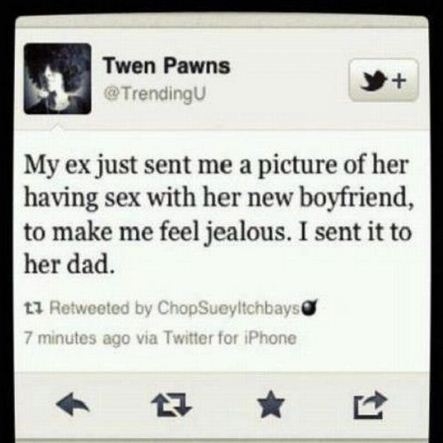 Twen Pawns
@TrendingU
+
My ex just sent me a picture of her
having sex with her new boyfriend,
to make me feel jealous. I sent it to
her dad.
Retweeted by ChopSueyItchbays💣
7 minutes ago via Twitter for iPhone